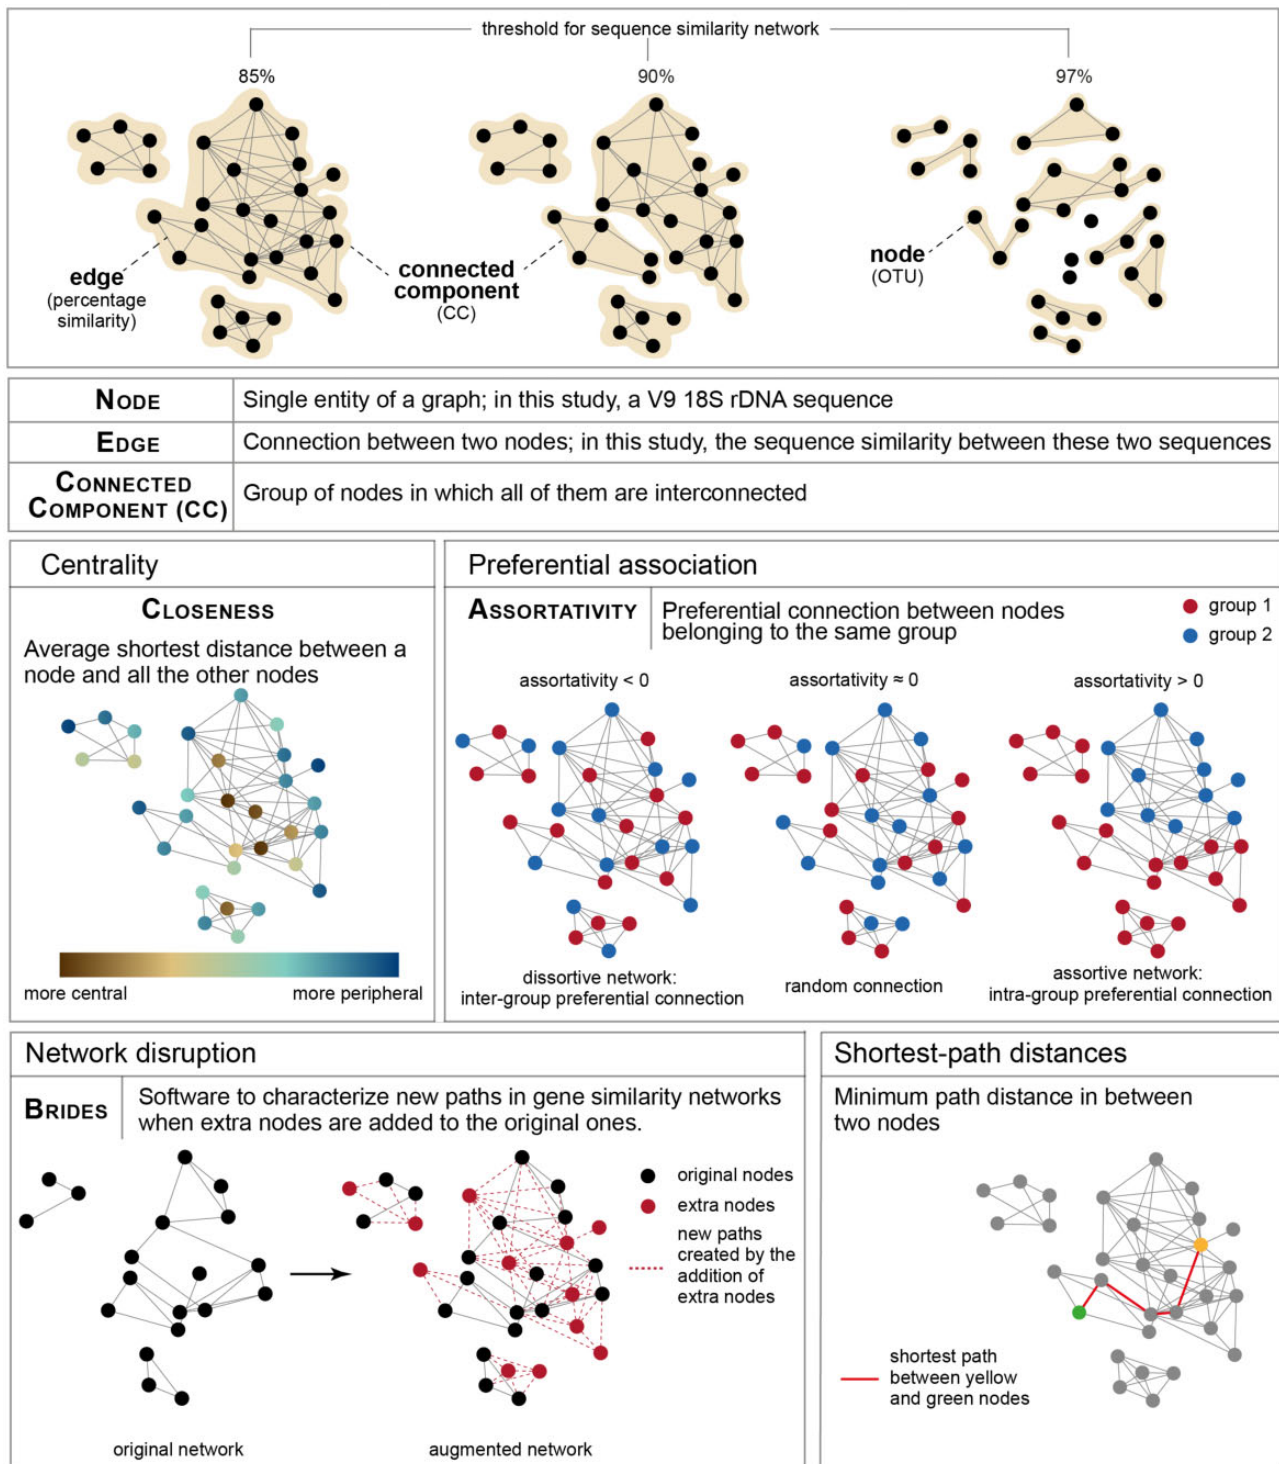 threshold for sequence similarity network
85%
90%
97%
edge
(percentage
similarity)
connected
component
(CC)
node
(OTU)
NODE
Single entity of a graph; in this study, a V9 18S rDNA sequence
EDGE
Connection between two nodes; in this study, the sequence similarity between these two sequences
CONNECTED
COMPONENT (CC)
Group of nodes in which all of them are interconnected
Centrality
CLOSENESS
Average shortest distance between a
node and all the other nodes
more central
more peripheral
Preferential association
ASSORTATIVITY
Preferential connection between nodes
belonging to the same group
group 1
group 2
assortativity < 0
assortativity ≈ 0
assortativity > 0
dissortive network:
inter-group preferential connection
random connection
assortive network:
intra-group preferential connection
Network disruption
BRIDES
Software to characterize new paths in gene similarity networks
when extra nodes are added to the original ones.
original nodes
extra nodes
new paths
created by the
addition of
extra nodes
original network
augmented network
Shortest-path distances
Minimum path distance in between
two nodes
shortest path
between yellow
and green nodes